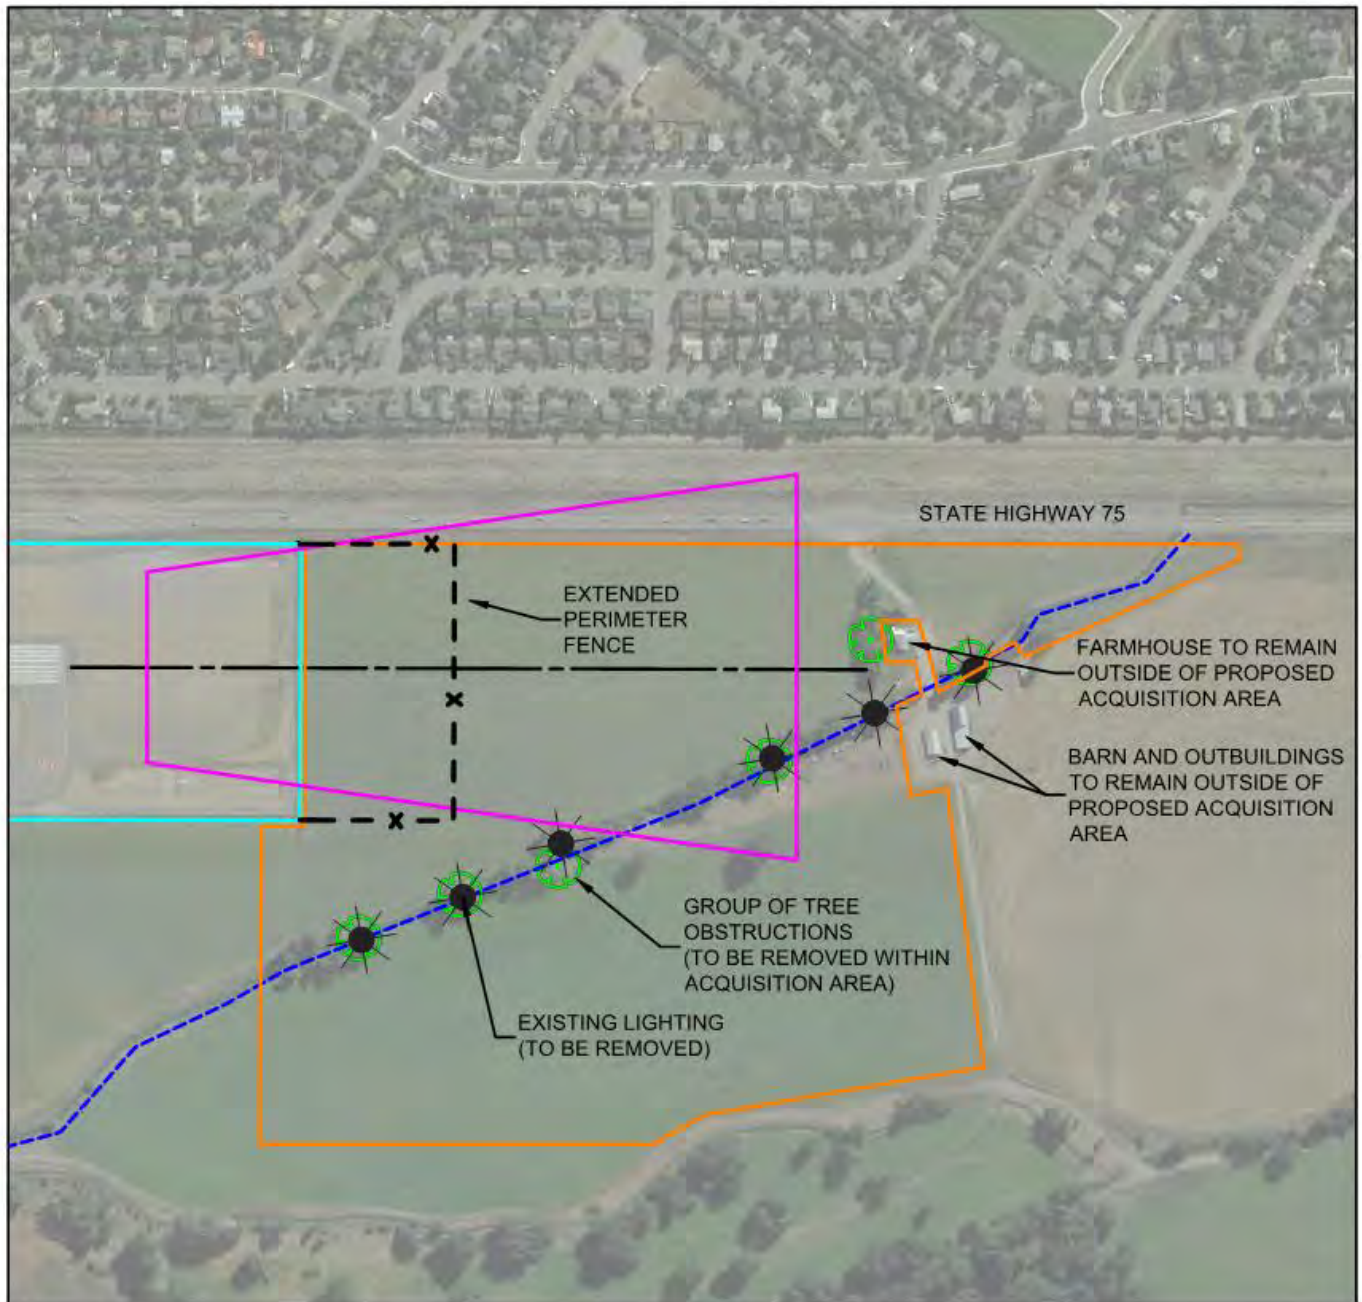 STATE HIGHWAY 75
EXTENDED
PERIMETER
FENCE
FARMHOUSE TO REMAIN
OUTSIDE OF PROPOSED
ACQUISITION AREA
BARN AND OUTBUILDINGS
TO REMAIN OUTSIDE OF
PROPOSED ACQUISITION
AREA
GROUP OF TREE
OBSTRUCTIONS
(TO BE REMOVED WITHIN
ACQUISITION AREA)
EXISTING LIGHTING
(TO BE REMOVED)